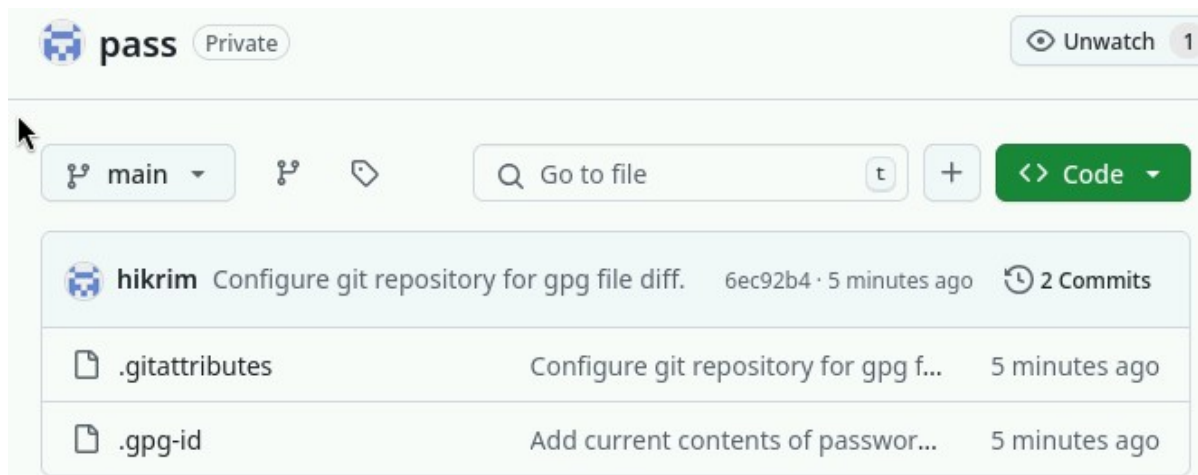 pass Private Unwatch 1
main Go to file t Code
hikrim Configure git repository for gpg file diff. 6ec92b4 · 5 minutes ago 2 Commits
.gitattributes Configure git repository for gpg f... 5 minutes ago
.gpg-id Add current contents of passwor... 5 minutes ago